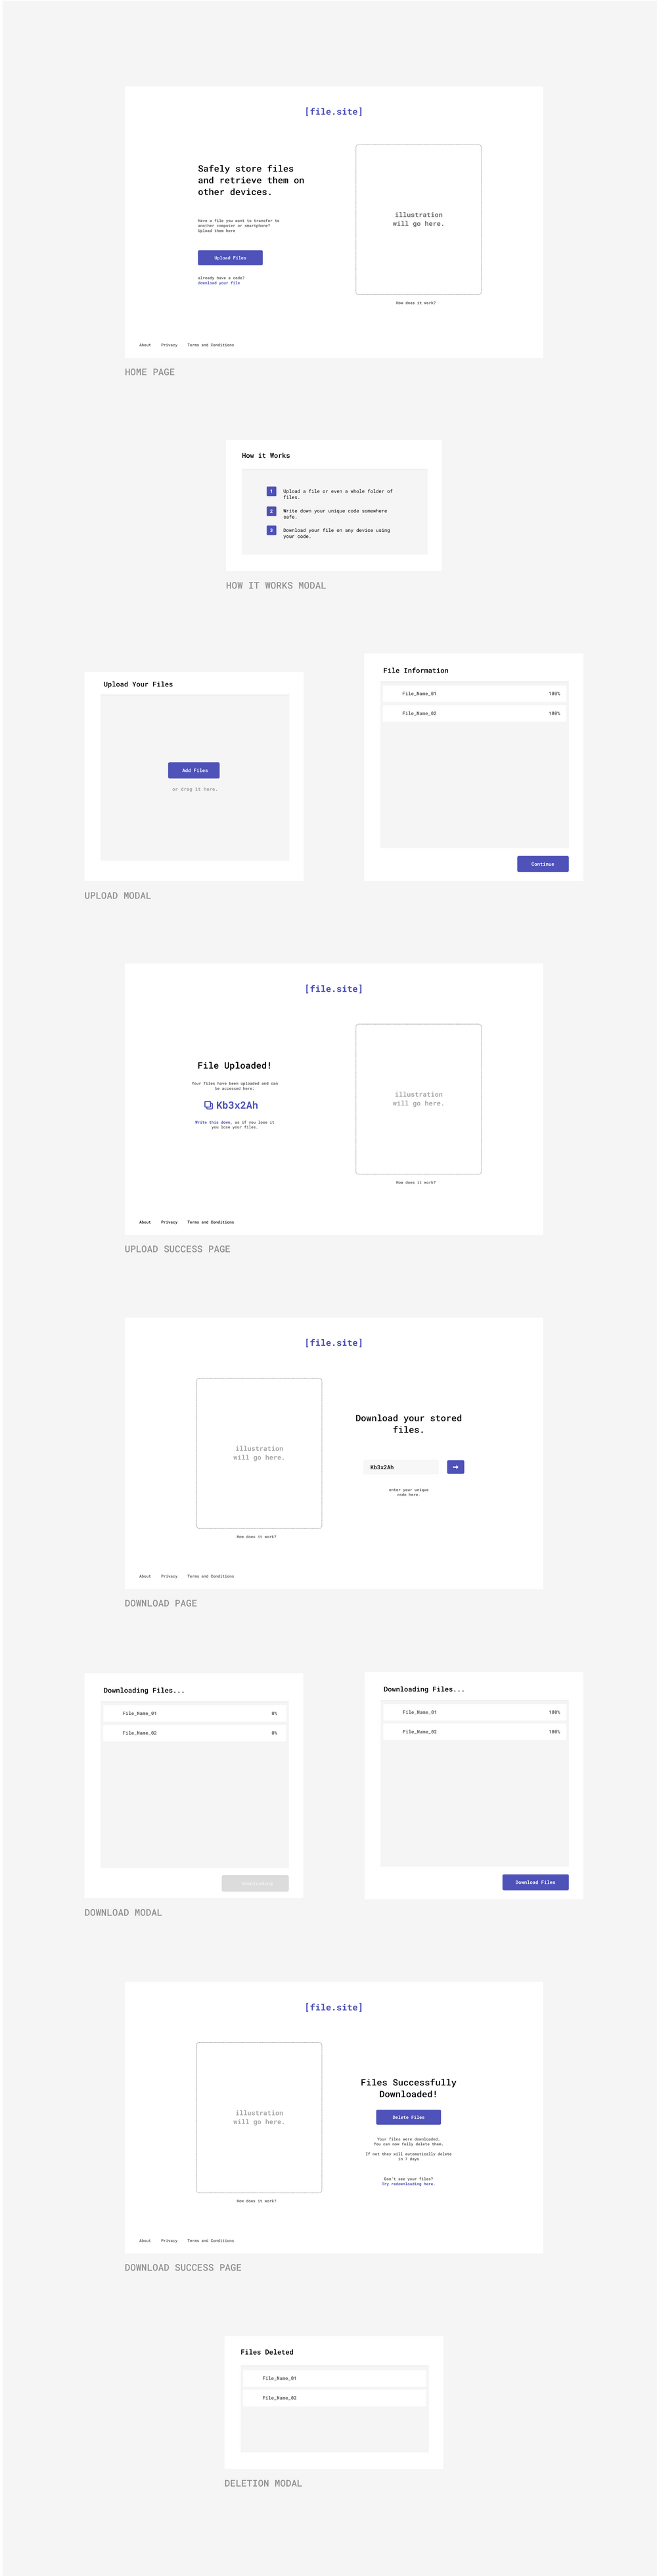 [file.site]
Safely store files
and retrieve them on
other devices.
Have a file you want to transfer to
another computer or smartphone?
Upload them here
Upload Files
already have a code?
download your file
illustration
will go here.
How does it work?
About Privacy Terms and Conditions
HOME PAGE
How it Works
1 Upload a file or even a whole folder of
files.
2 Write down your unique code somewhere
safe.
3 Download your file on any device using
your code.
HOW IT WORKS MODAL
Upload Your Files
Add Files
or drag it here.
UPLOAD MODAL
File Information
File_Name_01 100%
File_Name_02 100%
Continue
[file.site]
File Uploaded!
Your files have been uploaded and can
be accessed here:
Kb3x2Ah
Write this down, as if you lose it
you lose your files.
illustration
will go here.
How does it work?
About Privacy Terms and Conditions
UPLOAD SUCCESS PAGE
[file.site]
illustration
will go here.
How does it work?
Download your stored
files.
Kb3x2Ah
enter your unique
code here.
About Privacy Terms and Conditions
DOWNLOAD PAGE
Downloading Files...
File_Name_01 0%
File_Name_02 0%
Downloading
DOWNLOAD MODAL
Downloading Files...
File_Name_01 100%
File_Name_02 100%
Download Files
[file.site]
illustration
will go here.
How does it work?
Files Successfully
Downloaded!
Delete Files
Your files were downloaded.
You can now fully delete them.
If not they will automatically delete
in 7 days
Don't see your files?
Try redownloading here.
About Privacy Terms and Conditions
DOWNLOAD SUCCESS PAGE
Files Deleted
File_Name_01
File_Name_02
DELETION MODAL